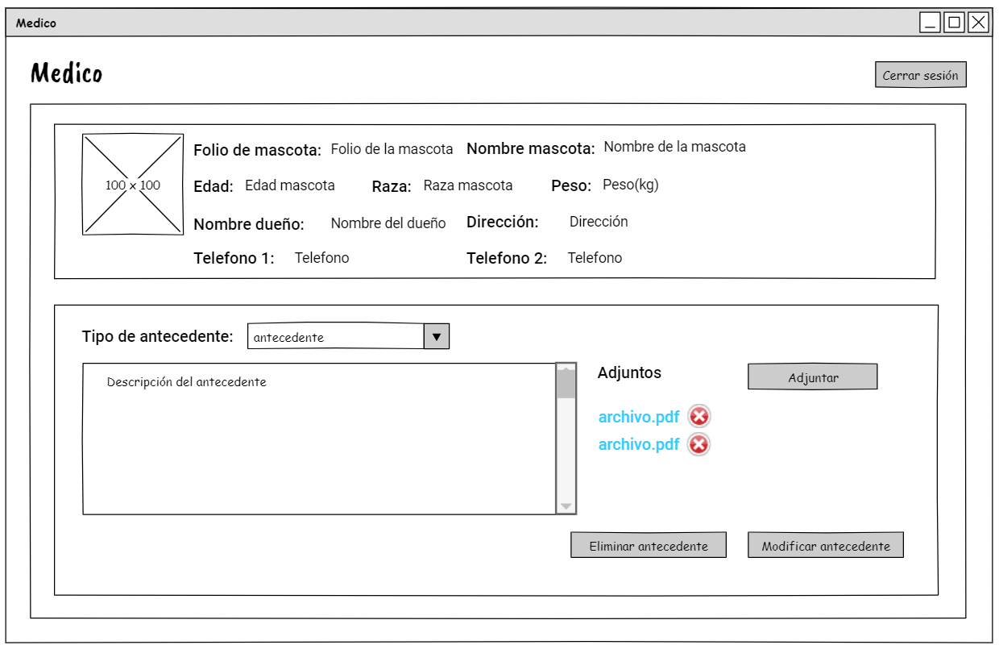 Medico
Medico
Cerrar sesión
100 x 100
Folio de mascota: Folio de la mascota Nombre mascota: Nombre de la mascota
Edad: Edad mascota Raza: Raza mascota Peso: Peso(kg)
Nombre dueño: Nombre del dueño Dirección: Dirección
Telefono 1: Telefono Telefono 2: Telefono
Tipo de antecedente: antecedente
Descripción del antecedente
Adjuntos Adjuntar
archivo.pdf
archivo.pdf
Eliminar antecedente Modificar antecedente